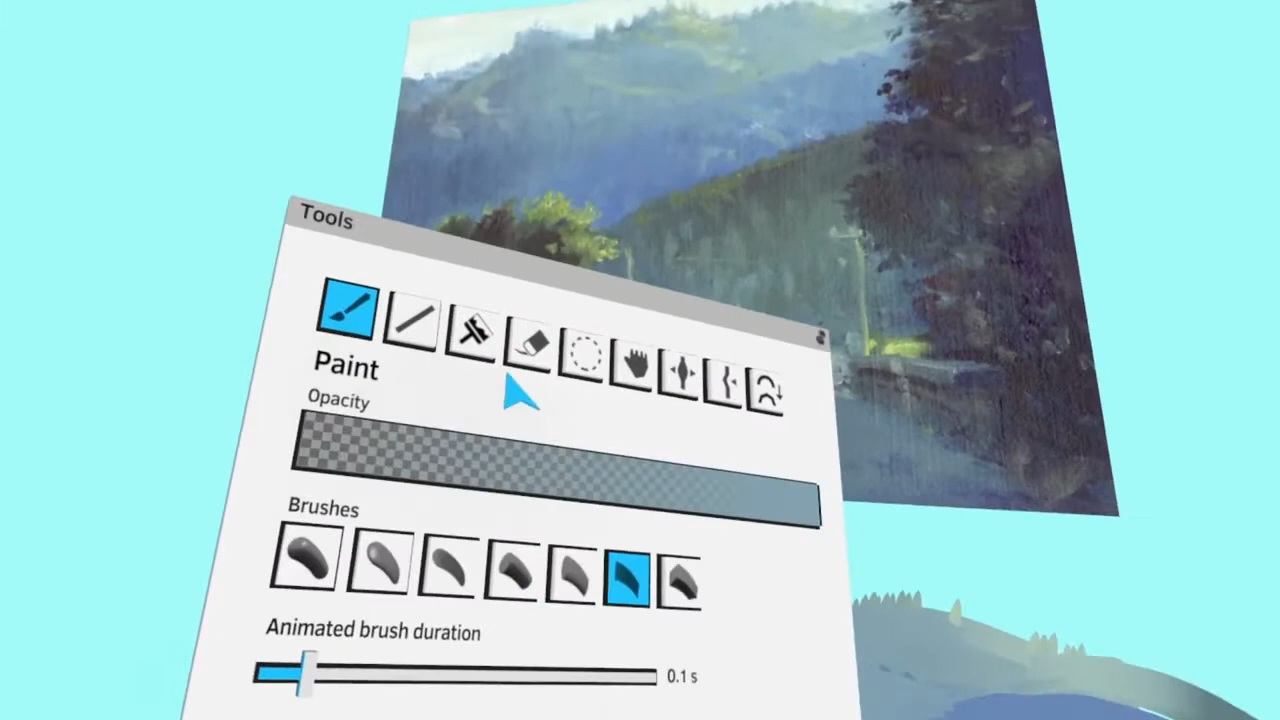 Tools
Paint
Opacity
Brushes
Animated brush duration
0.1 s